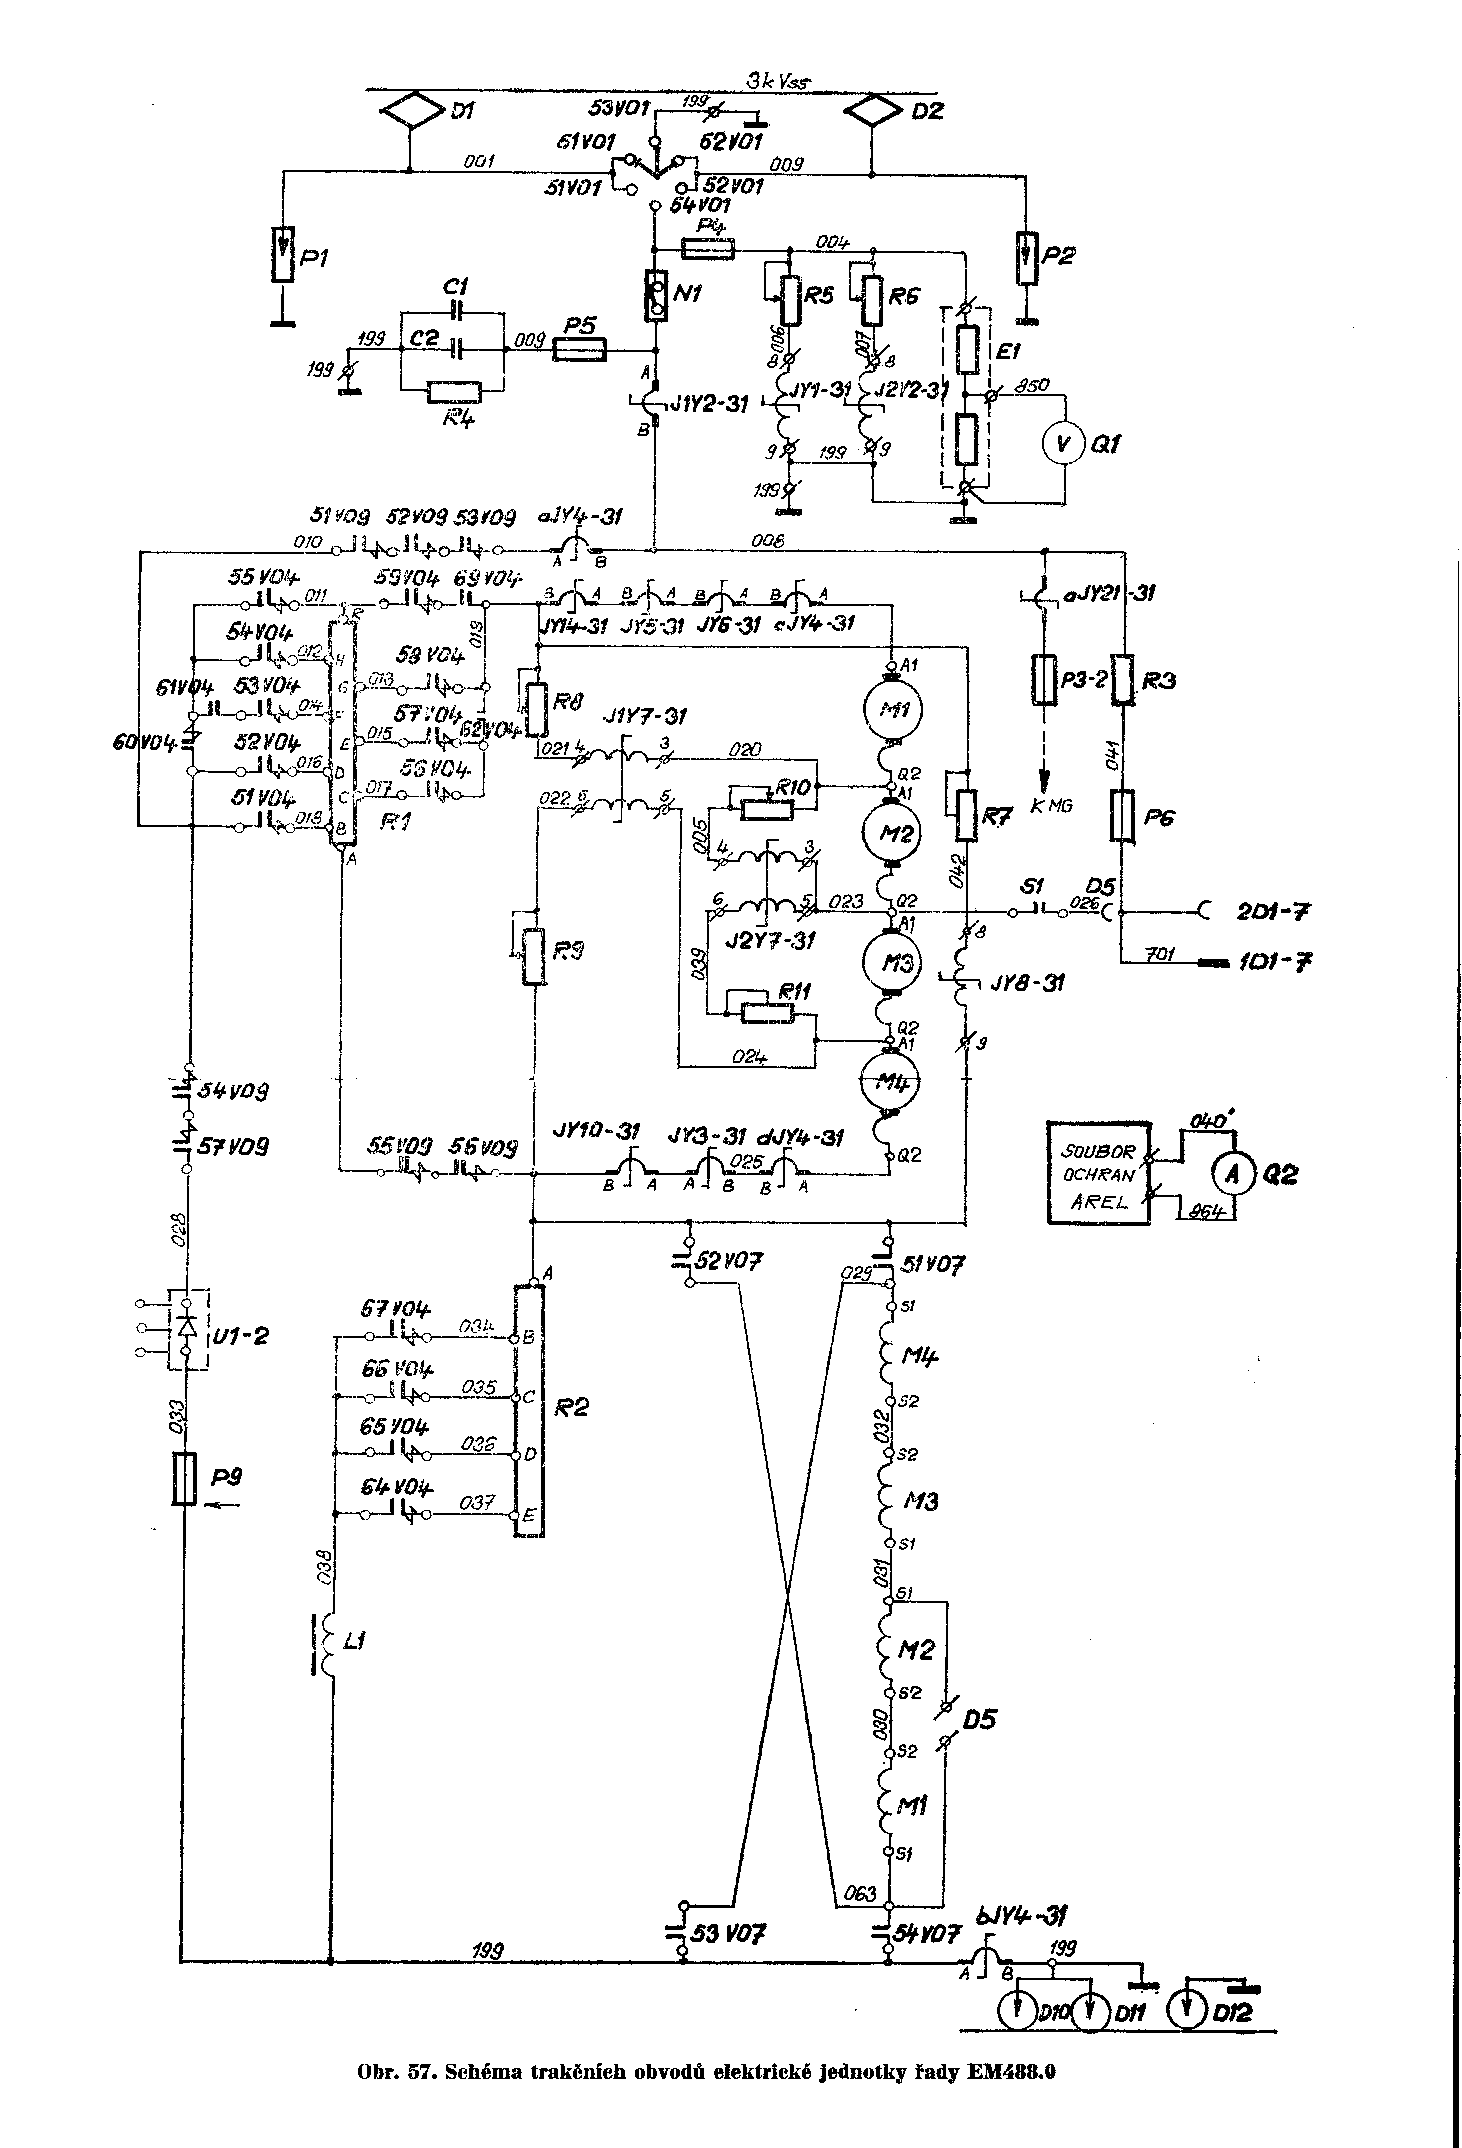 3kVss
D1
53V01
199
D2
61V01
62V01
001
009
51V01
52V01
54V01
P4
004
P1
P2
C1
N1
R5
R6
C2
199
009
P5
006
007
E1
199
8
8
A
J1Y2-31
JY1-31
J2Y2-31
850
R4
B
V
Q1
9
199
9
199
51V09
52V09
53V09
aJY4-31
010
A
B
008
55V04
011
59V04
69V04
B
A
B
A
B
A
B
A
aJY21-31
JY14-31
JY5-31
JY6-31
cJY4-31
54V04
012
H
58V04
019
A1
61V04
53V04
G
013
R8
M1
P3-2
R3
014
F
57V04
62V04
J1Y7-31
60V04
52V04
E
015
021
4
3
020
041
016
D
56V04
Q2
51V04
C
017
022
6
5
R10
A1
KMG
018
B
R1
005
M2
R7
P6
A
4
3
042
S1
D5
6
5
023
Q2
026
2D1-7
A1
8
J2Y7-31
R9
039
M3
701
1D1-7
JY8-31
R11
Q2
024
A1
9
M4
54V09
040'
57V09
55V09
56V09
JY10-31
JY3-31
dJY4-31
SOUBOR
OCHRAN
AREL
A
Q2
025
Q2
B
A
A
B
B
A
864
028
52V07
51V07
A
029
67V04
034
S1
U1-2
B
M4
66V04
035
C
R2
S2
033
65V04
036
032
D
S2
P9
64V04
M3
037
E
S1
038
031
S1
L1
M2
S2
030
D5
S2
M1
S1
063
bJY4-31
53V07
54V07
199
199
A
B
D10
D11
D12
Obr. 57. Schéma trakčních obvodů elektrické jednotky řady EM488.0